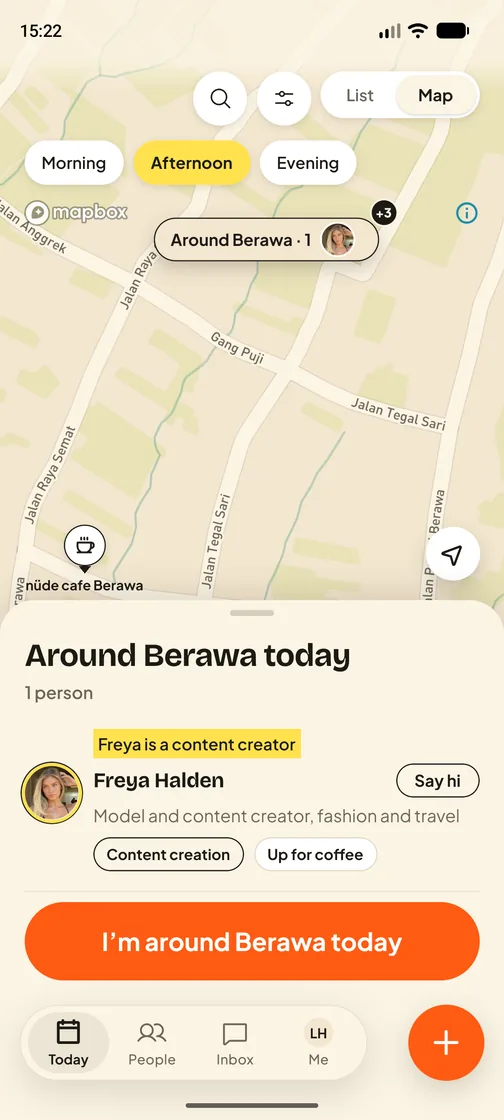 15:22
List
Map
Morning
Afternoon
Evening
mapbox
Jalan Anggrek
+3
Around Berawa · 1
Jalan Raya
Gang Puji
Jalan Tegal Sari
Jalan Raya Semat
Jalan Tegal Sari
Berawa
nüde cafe Berawa
Around Berawa today
1 person
Freya is a content creator
Freya Halden
Say hi
Model and content creator, fashion and travel
Content creation
Up for coffee
I’m around Berawa today
Today
People
Inbox
LH
Me